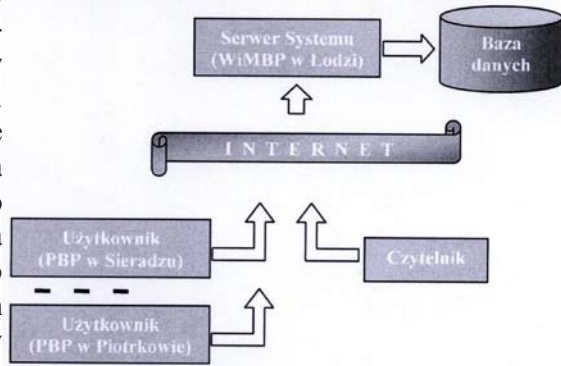 Serwer Systemu
(WiMBP w Łodzi)
Baza
danych
INTERNET
Użytkownik
(PBP w Sieradzu)
Czytelnik
Użytkownik
(PBP w Piotrkowie)